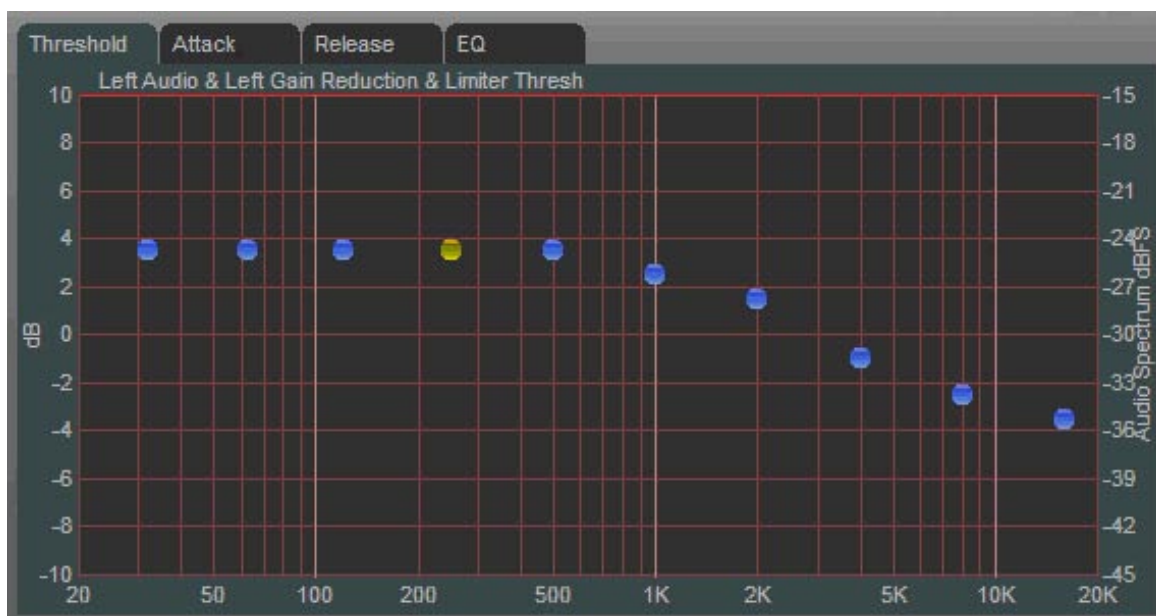 Threshold Attack Release EQ
Left Audio & Left Gain Reduction & Limiter Thresh
10 -15
8 -18
6 -21
4 -24
2 -27
0 -30
-2 -33
-4 -36
-6 -39
-8 -42
-10 -45
dB
Audio Spectrum dBFS
20 50 100 200 500 1K 2K 5K 10K 20K